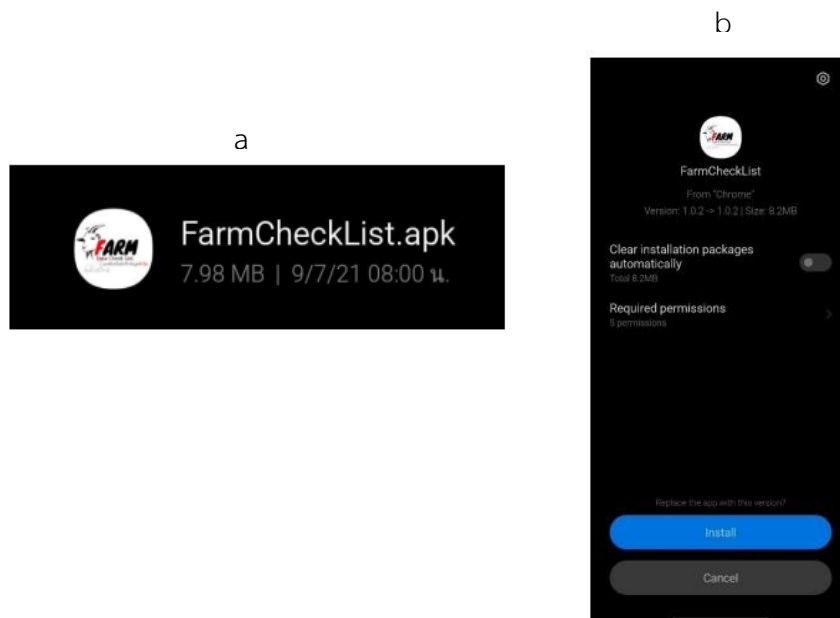 a
FARM
FarmCheckList.apk
7.98 MB | 9/7/21 08:00 น.
b
FARM
FarmCheckList
From "Chrome"
Version: 1.0.2 -> 1.0.2 | Size: 8.2MB
Clear installation packages
automatically
Total 8.2MB
Required permissions
5 permissions
Replace the app with this version?
Install
Cancel